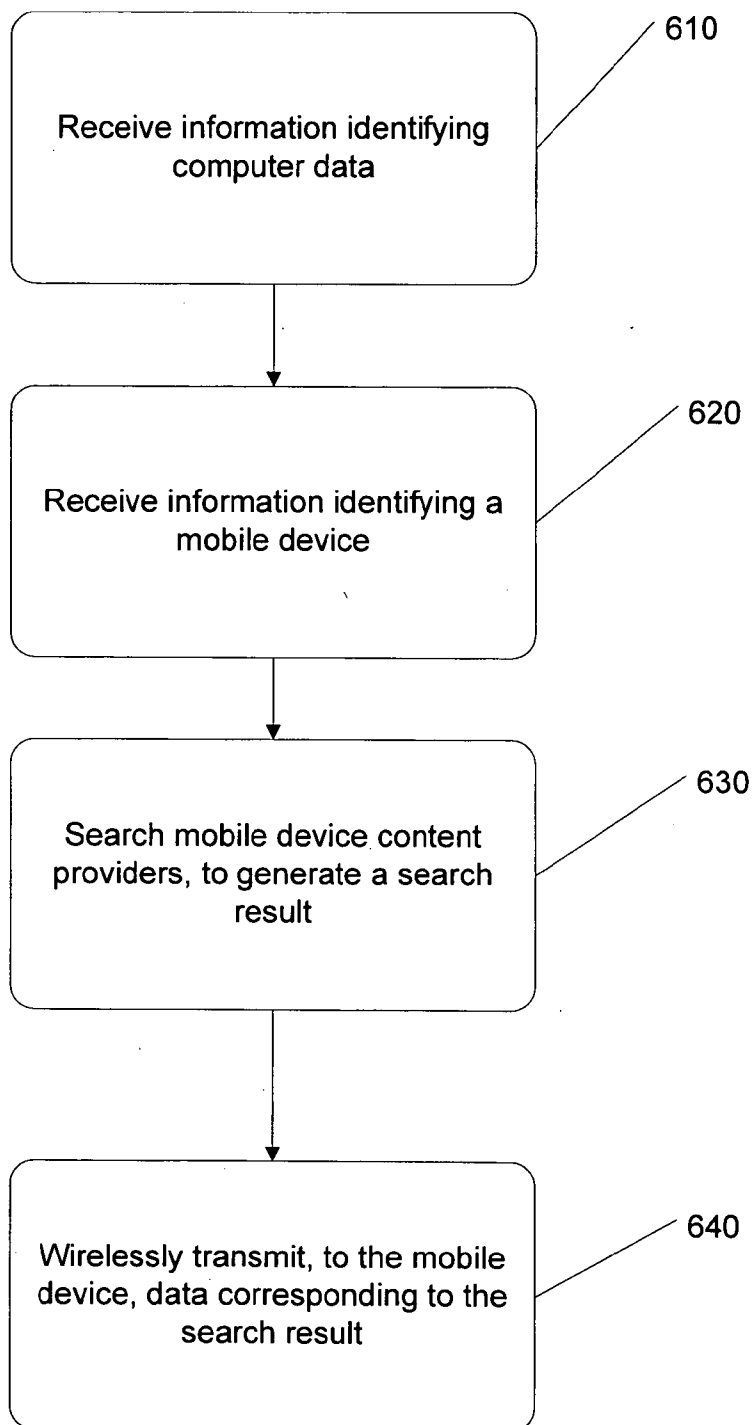 610
Receive information identifying
computer data
620
Receive information identifying a
mobile device
630
Search mobile device content
providers, to generate a search
result
640
Wirelessly transmit, to the mobile
device, data corresponding to the
search result